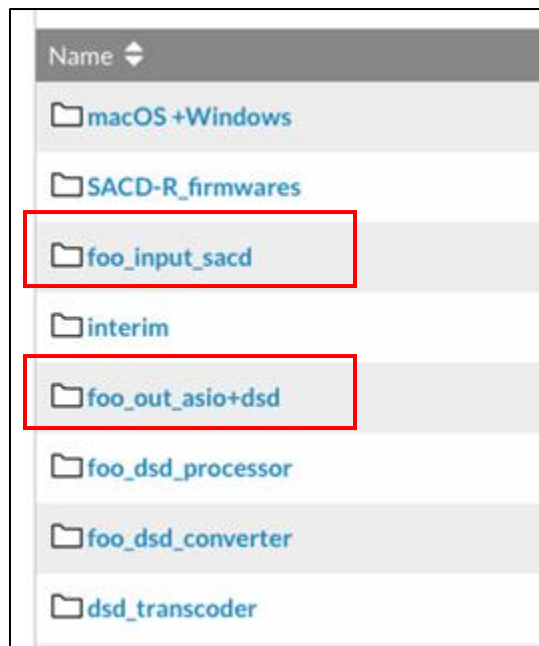 Name
macOS +Windows
SACD-R_firmwares
foo_input_sacd
interim
foo_out_asio+dsd
foo_dsd_processor
foo_dsd_converter
dsd_transcoder